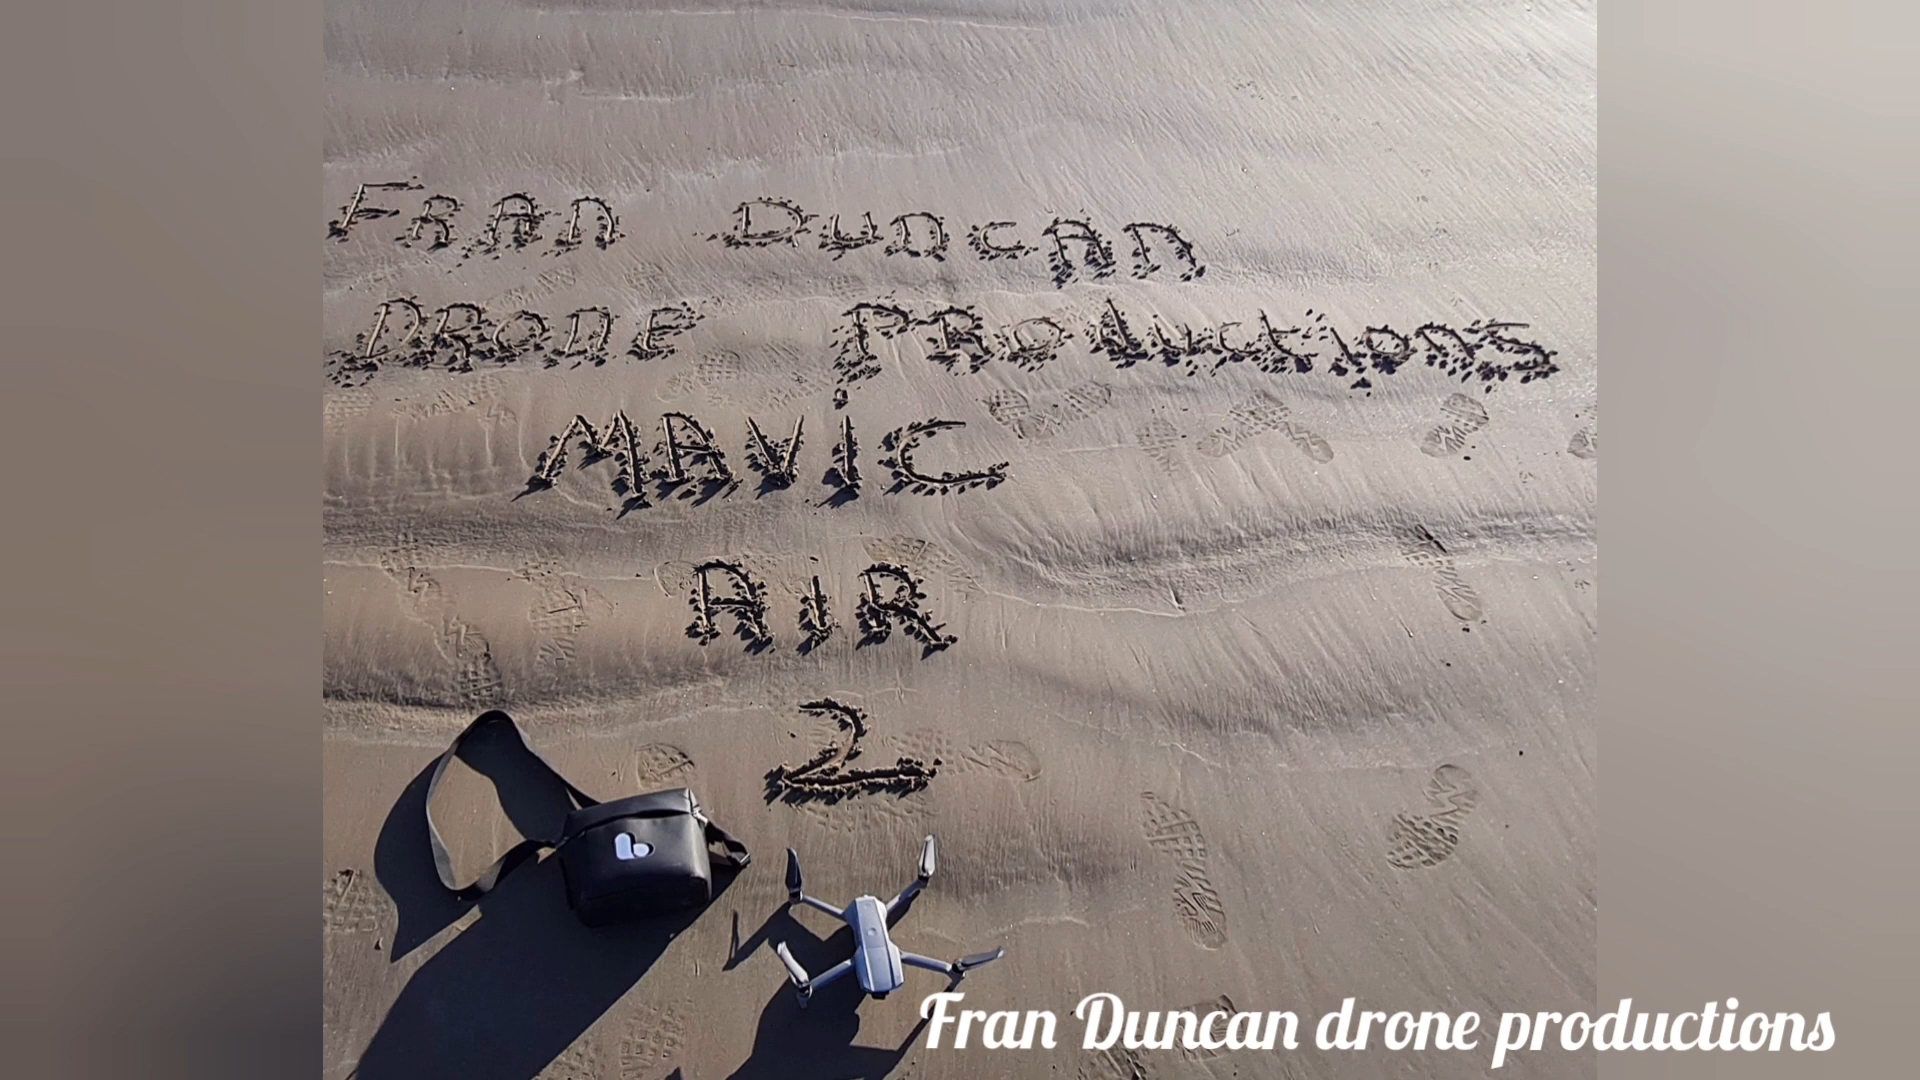 FRAN DUNCAN
DRONE PRODUCTIONS
MAVIC
AIR
2
Fran Duncan drone productions